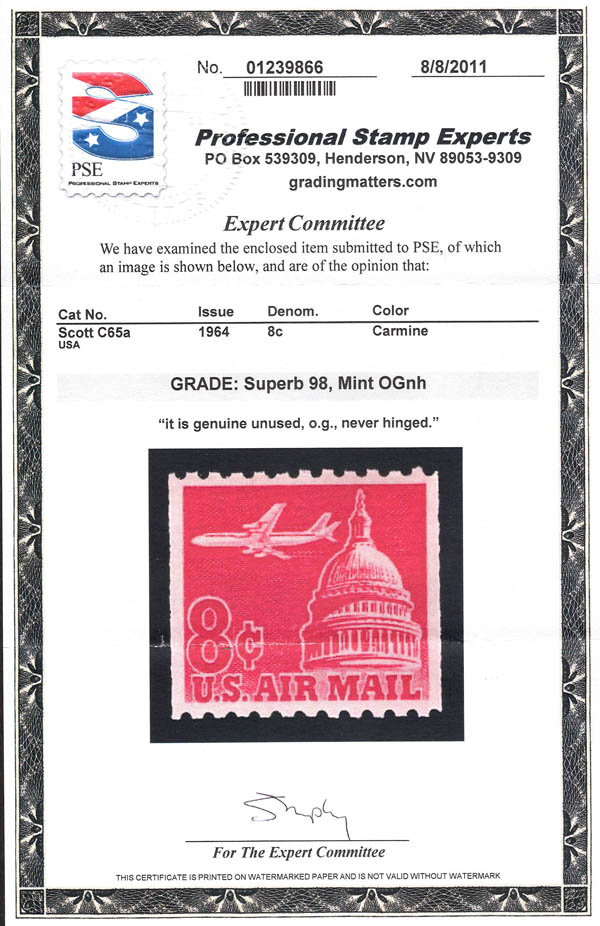 No. 01239866 8/8/2011
PSE
PROFESSIONAL STAMP EXPERTS
Professional Stamp Experts
PO Box 539309, Henderson, NV 89053-9309
gradingmatters.com
Expert Committee
We have examined the enclosed item submitted to PSE, of which
an image is shown below, and are of the opinion that:
Cat No. Issue Denom. Color
Scott C65a 1964 8c Carmine
USA
GRADE: Superb 98, Mint OGnh
“it is genuine unused, o.g., never hinged.”
8¢
U.S. AIR MAIL
For The Expert Committee
THIS CERTIFICATE IS PRINTED ON WATERMARKED PAPER AND IS NOT VALID WITHOUT WATERMARK